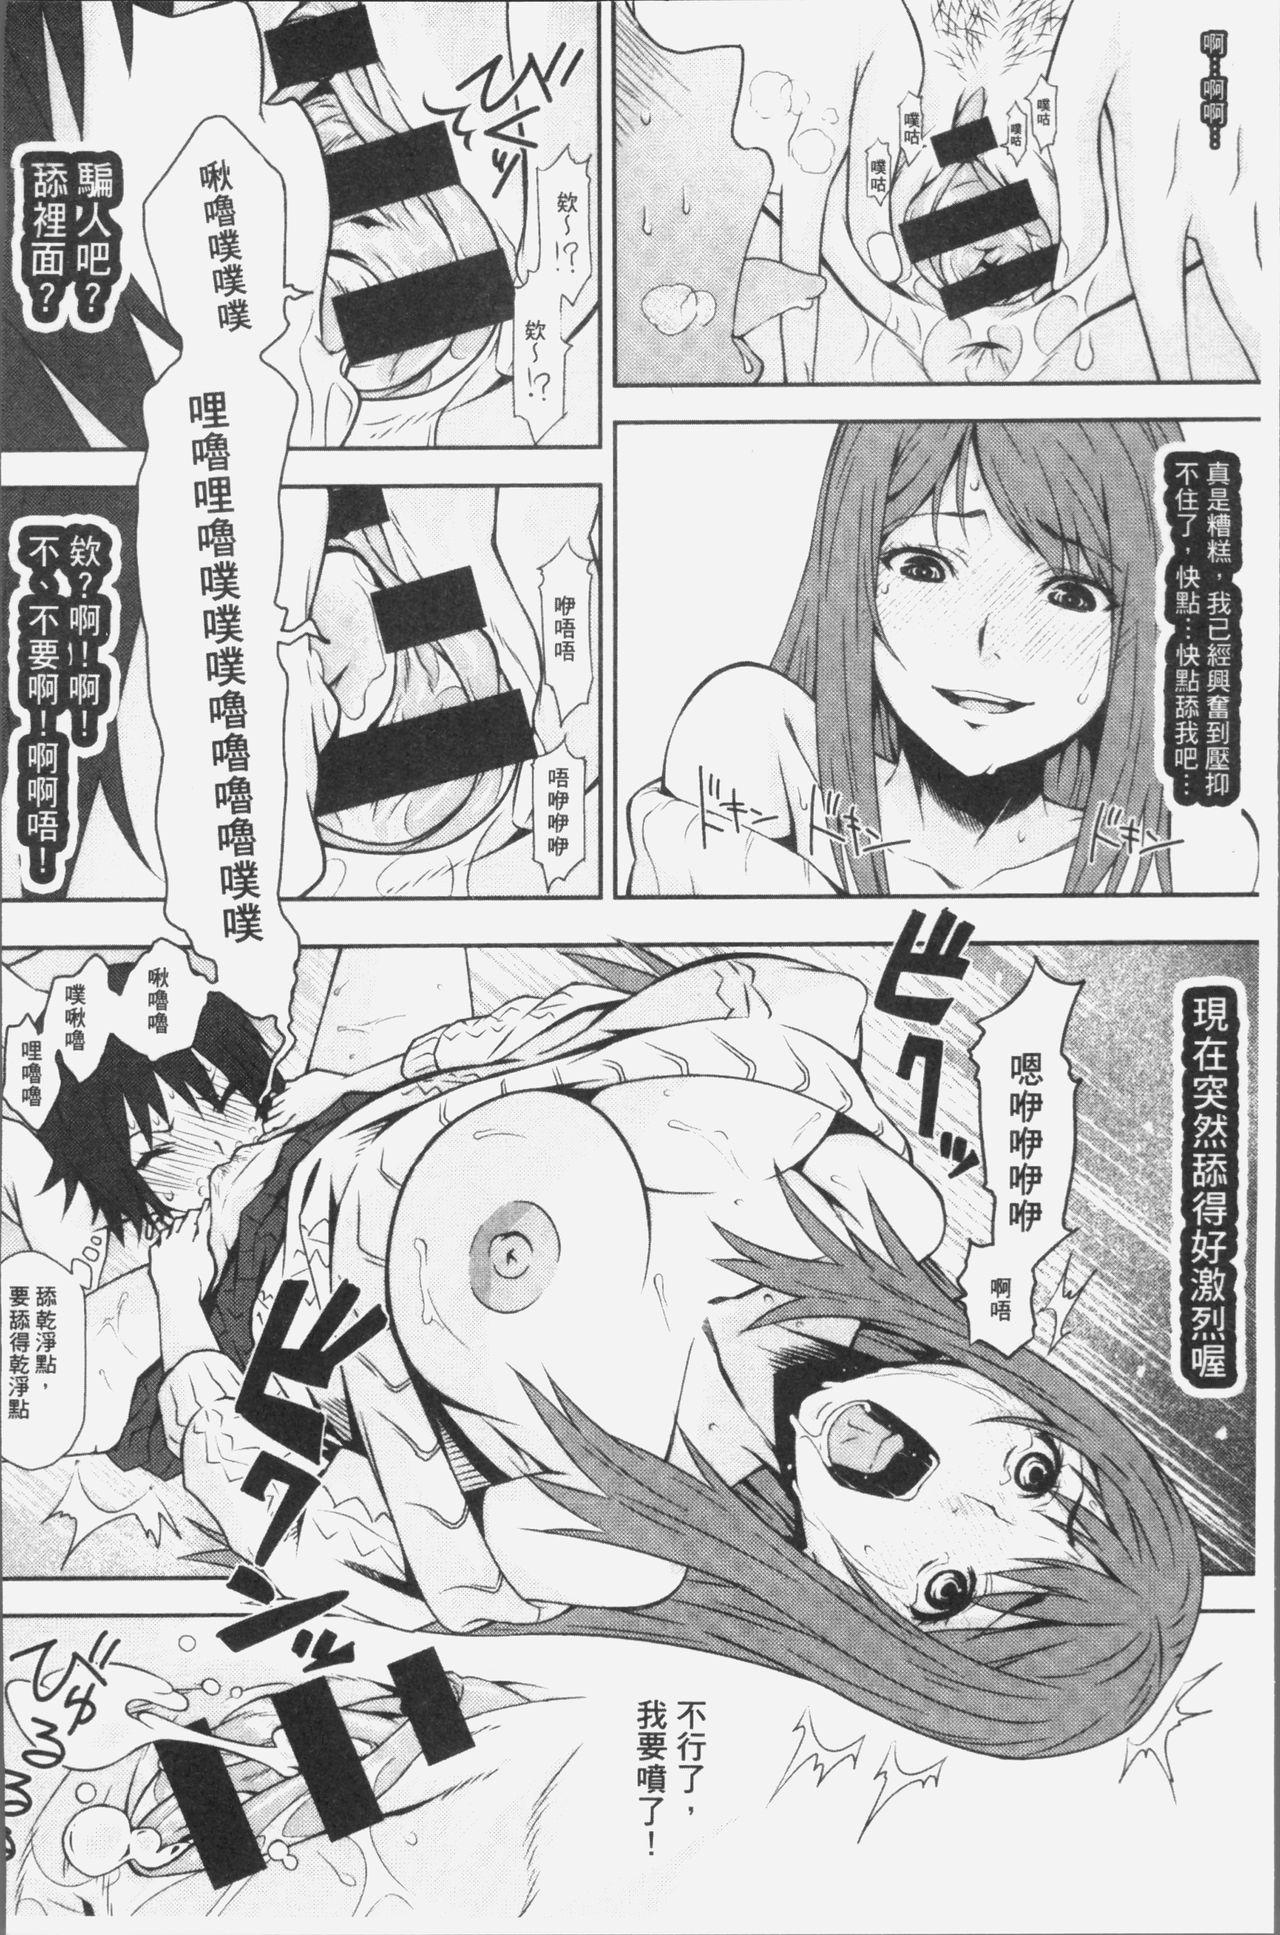 啊…啊啊…
噗咕
噗咕
噗咕
噗咕
真是糟糕，我已經興奮到壓抑
不住了，快點…快點舔我吧…
ドキン
ドキン
ドキン
びくっ
欸～!?
欸～!?
啾嚕噗噗噗
騙人吧？
舔裡面？
哩嚕哩嚕噗噗噗嚕嚕嚕嚕噗噗
咿唔唔
唔咿咿咿
欸？啊！啊！
不、不要啊！啊啊唔！
現在突然舔得好激烈喔
嗯咿咿咿咿
啊唔
ビクッ
啾嚕嚕
噗啾嚕
哩嚕嚕
舔乾淨點，
要舔得乾淨點
ビクンッ
不行了，
我要噴了！
びゅるるる